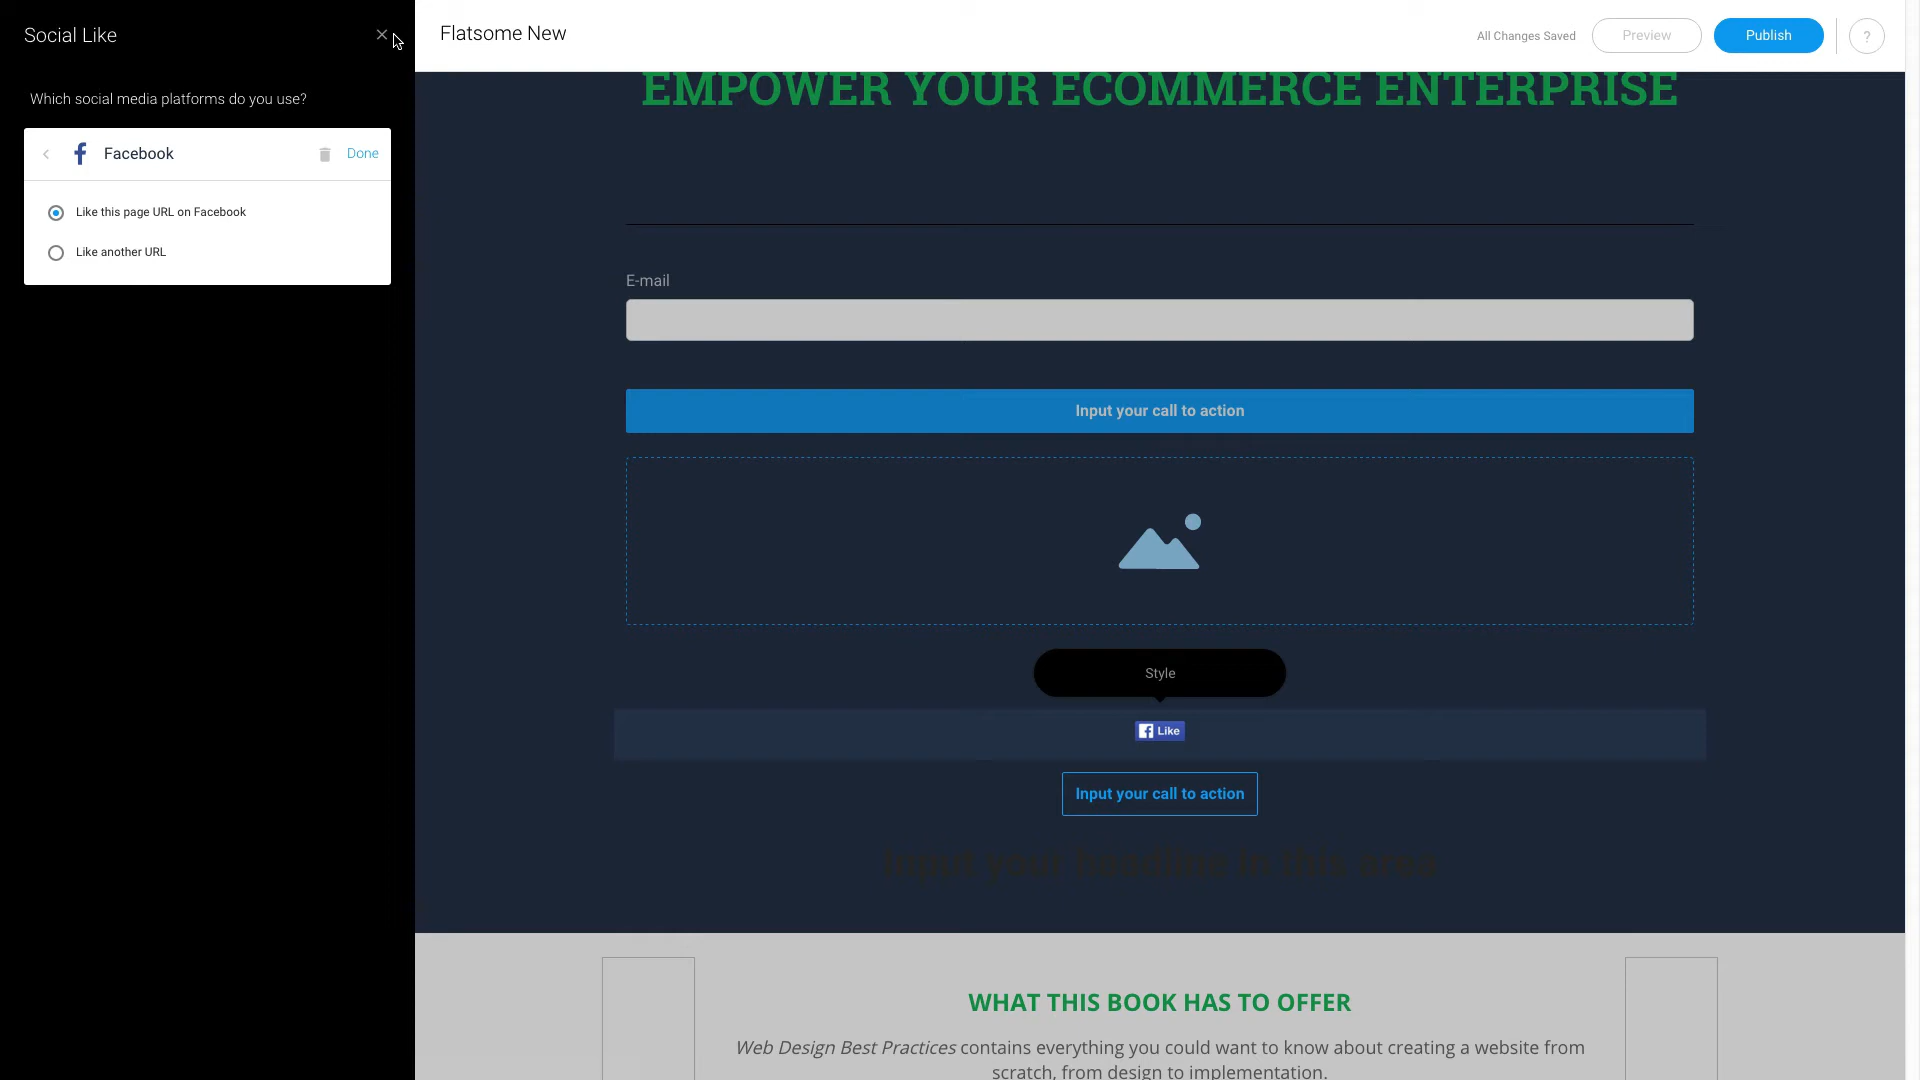 Social Like
Flatsome New
All Changes Saved
Preview
Publish
?
Which social media platforms do you use?
Facebook
Done
Like this page URL on Facebook
Like another URL
EMPOWER YOUR ECOMMERCE ENTERPRISE
E-mail
Input your call to action
Style
Like
Input your call to action
Input your headline in this area
WHAT THIS BOOK HAS TO OFFER
Web Design Best Practices contains everything you could want to know about creating a website from
scratch, from design to implementation.